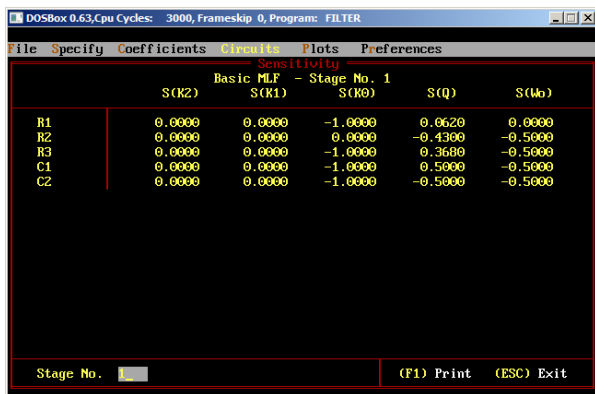 DOSBox 0.63,Cpu Cycles: 3000, Frameskip 0, Program: FILTER
File Specify Coefficients Circuits Plots Preferences
Sensitivity
Basic MLF - Stage No. 1
S(K2) S(K1) S(K0) S(Q) S(Wo)
R1 0.0000 0.0000 -1.0000 0.0620 0.0000
R2 0.0000 0.0000 0.0000 -0.4300 -0.5000
R3 0.0000 0.0000 -1.0000 0.3680 -0.5000
C1 0.0000 0.0000 -1.0000 0.5000 -0.5000
C2 0.0000 0.0000 -1.0000 -0.5000 -0.5000
Stage No. 1_ (F1) Print (ESC) Exit